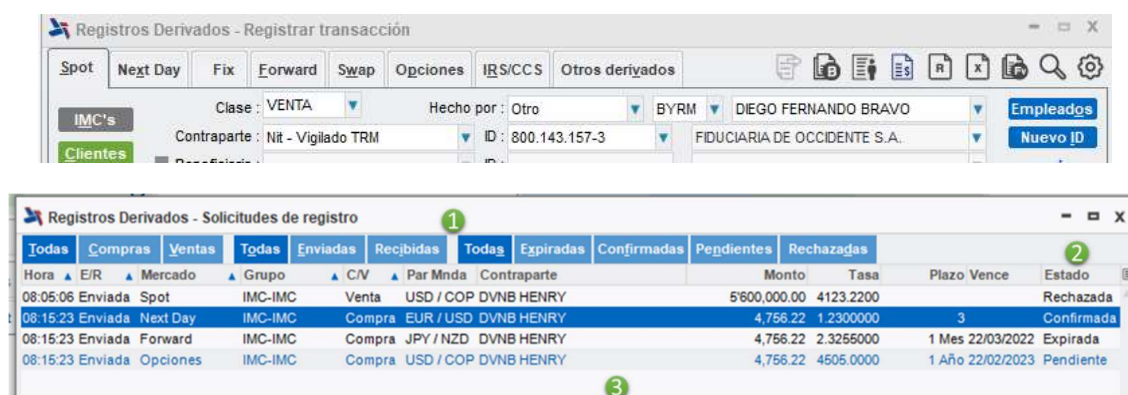 Registros Derivados - Registrar transacción
Spot Next Day Fix Forward Swap Opciones IRS/CCS Otros derivados
IMC's Clase : VENTA Hecho por : Otro BYRM DIEGO FERNANDO BRAVO Empleados
Clientes Contraparte : Nit - Vigilado TRM ID : 800.143.157-3 FIDUCIARIA DE OCCIDENTE S.A. Nuevo ID
Registros Derivados - Solicitudes de registro 1
Todas Compras Ventas Todas Enviadas Recibidas Todas Expiradas Confirmadas Pendientes Rechazadas 2
Hora E/R Mercado Grupo C/V Par Mnda Contraparte Monto Tasa Plazo Vence Estado
08:05:06 Enviada Spot IMC-IMC Venta USD / COP DVNB HENRY 5'600,000.00 4123.2200 Rechazada
08:15:23 Enviada Next Day IMC-IMC Compra EUR / USD DVNB HENRY 4,756.22 1.2300000 3 Confirmada
08:15:23 Enviada Forward IMC-IMC Compra JPY / NZD DVNB HENRY 4,756.22 2.3255000 1 Mes 22/03/2022 Expirada
08:15:23 Enviada Opciones IMC-IMC Compra USD / COP DVNB HENRY 4,756.22 4505.0000 1 Año 22/02/2023 Pendiente
3